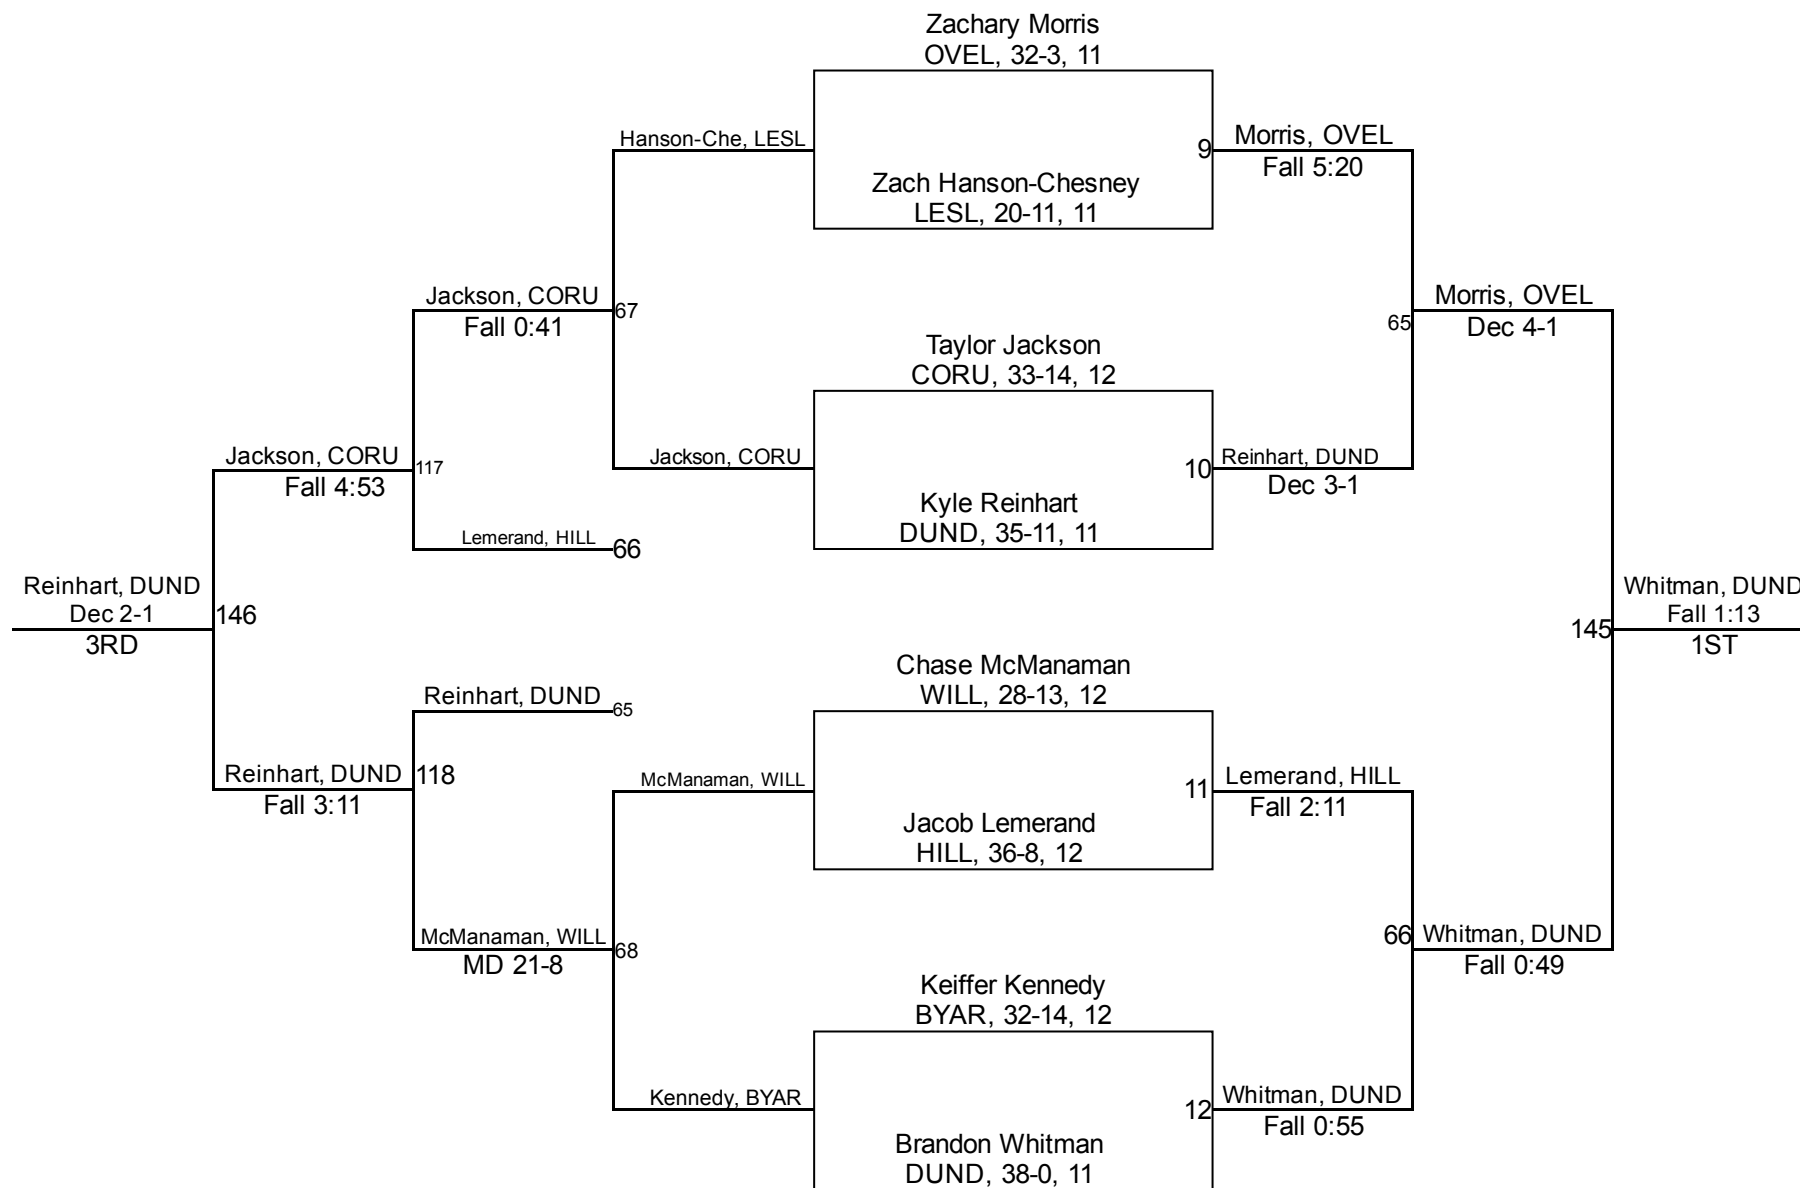 Zachary Morris
OVEL, 32-3, 11
Hanson-Che, LESL
9
Morris, OVEL
Fall 5:20
Zach Hanson-Chesney
LESL, 20-11, 11
Jackson, CORU
Fall 0:41
67
65
Morris, OVEL
Dec 4-1
Taylor Jackson
CORU, 33-14, 12
Jackson, CORU
Fall 4:53
117
Jackson, CORU
10
Reinhart, DUND
Dec 3-1
Kyle Reinhart
DUND, 35-11, 11
Lemerand, HILL
66
Reinhart, DUND
Dec 2-1
3RD
146
145
Whitman, DUND
Fall 1:13
1ST
Chase McManaman
WILL, 28-13, 12
Reinhart, DUND
65
Reinhart, DUND
Fall 3:11
118
McManaman, WILL
11
Lemerand, HILL
Fall 2:11
Jacob Lemerand
HILL, 36-8, 12
McManaman, WILL
MD 21-8
68
66
Whitman, DUND
Fall 0:49
Keiffer Kennedy
BYAR, 32-14, 12
Kennedy, BYAR
12
Whitman, DUND
Fall 0:55
Brandon Whitman
DUND, 38-0, 11